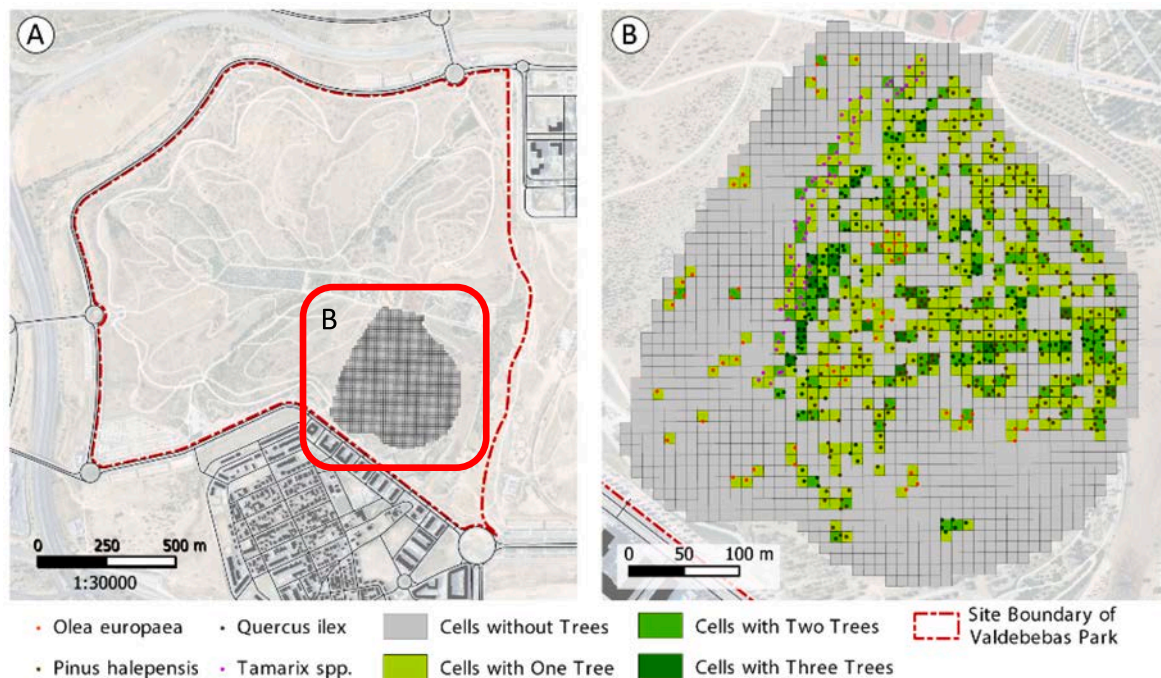 A
B
B
0 250 500 m
1:30000
0 50 100 m
Olea europaea
Quercus ilex
Cells without Trees
Cells with Two Trees
Site Boundary of
Valdebebas Park
Pinus halepensis
Tamarix spp.
Cells with One Tree
Cells with Three Trees